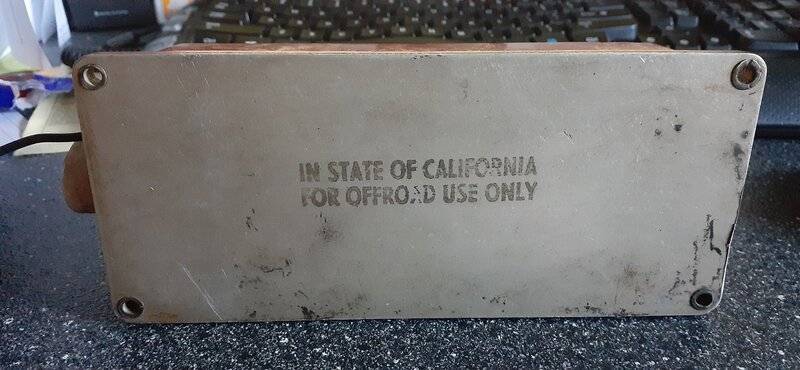 IN STATE OF CALIFORNIA
FOR OFFROAD USE ONLY